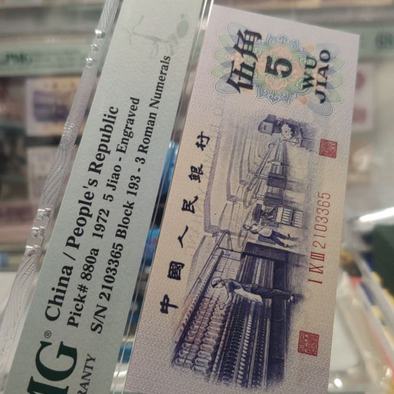 MG®
RANTY
China / People's Republic
Pick# 880a 1972 5 Jiao - Engraved
S/N 2103365 Block 193 - 3 Roman Numerals
中國人民銀行
伍角
5
WU
JIAO
I IX III 2103365
PMG